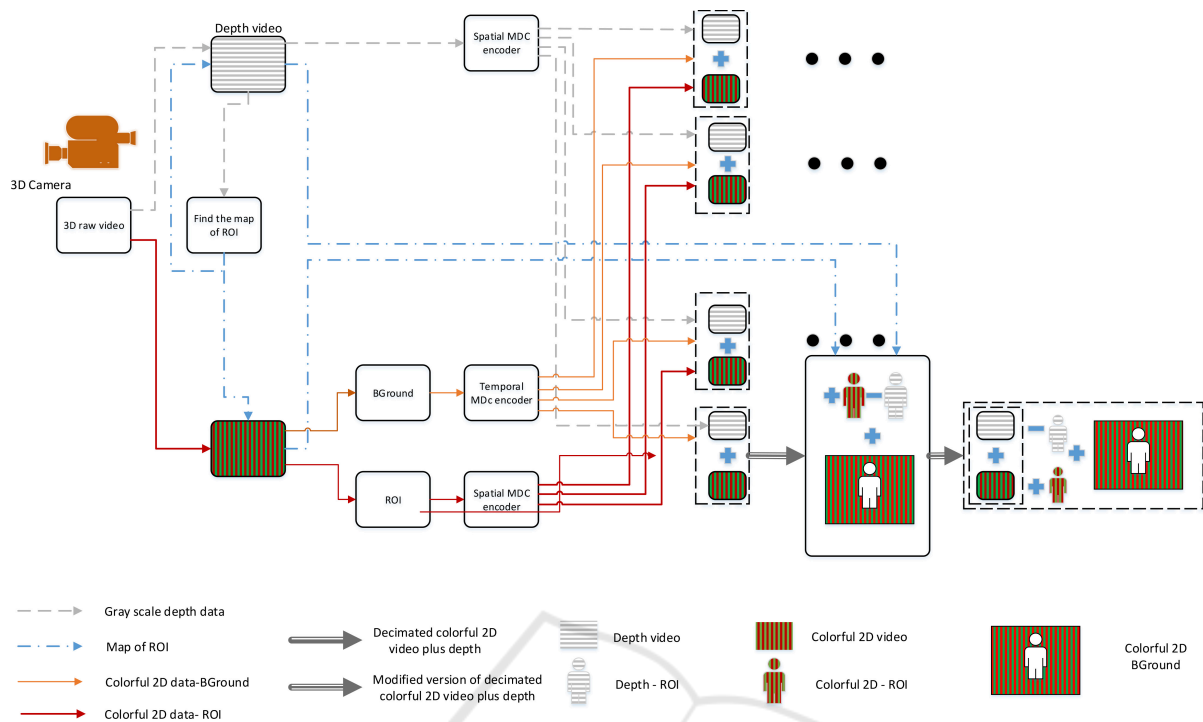 Depth video
Spatial MDC
encoder
3D Camera
3D raw video
Find the map
of ROI
BGround
Temporal
MDc encoder
ROI
Spatial MDC
encoder
Gray scale depth data
Map of ROI
Colorful 2D data-BGround
Colorful 2D data- ROI
Decimated colorful 2D
video plus depth
Modified version of decimated
colorful 2D video plus depth
Depth video
Depth - ROI
Colorful 2D video
Colorful 2D - ROI
Colorful 2D
BGround